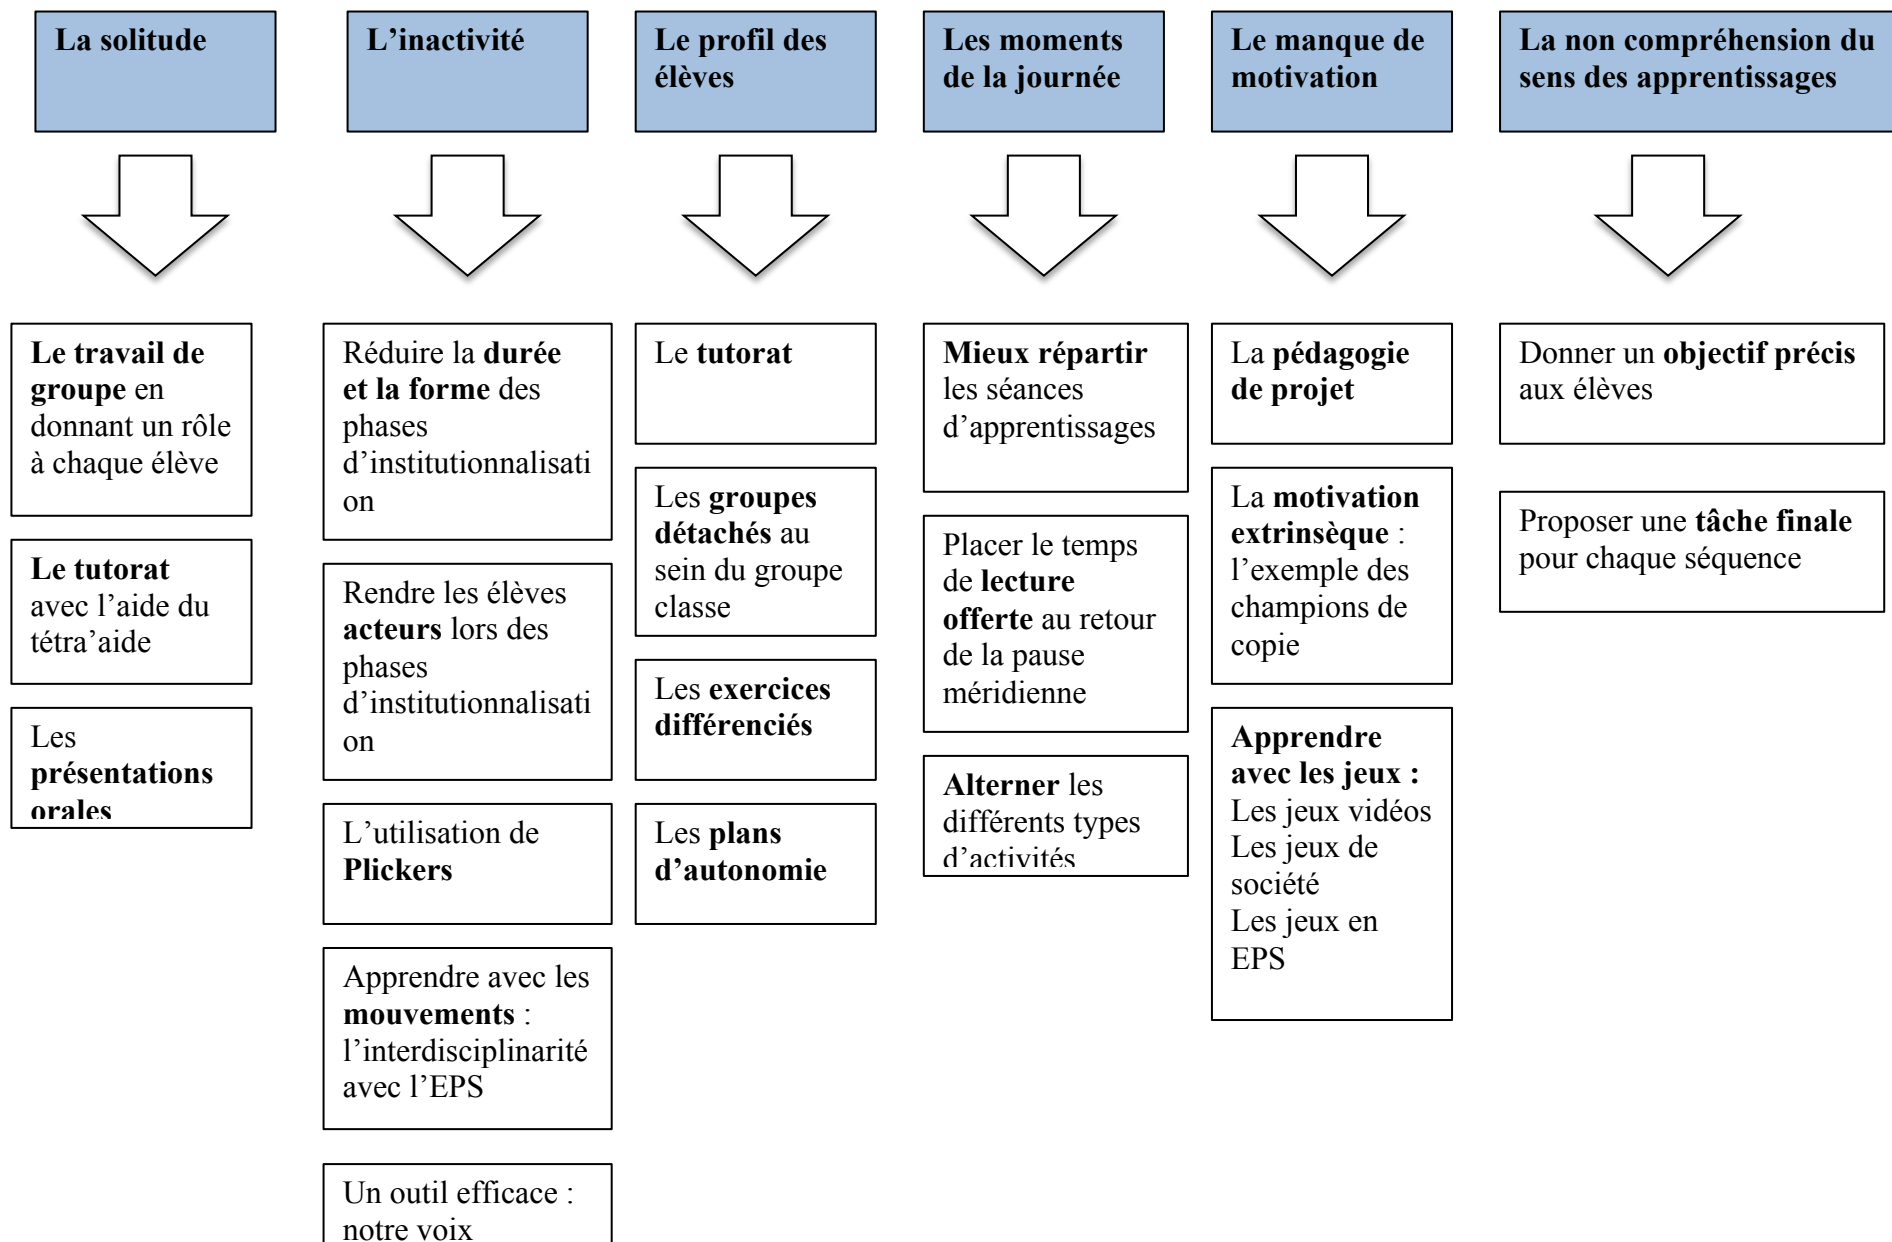 La solitude
L’inactivité
Le profil des
élèves
Les moments
de la journée
Le manque de
motivation
La non compréhension du
sens des apprentissages
Le travail de
groupe en
donnant un rôle
à chaque élève
Le tutorat
avec l’aide du
tétra’aide
Les
présentations
orales
Réduire la durée
et la forme des
phases
d’institutionnalisati
on
Rendre les élèves
acteurs lors des
phases
d’institutionnalisati
on
L’utilisation de
Plickers
Apprendre avec les
mouvements :
l’interdisciplinarité
avec l’EPS
Un outil efficace :
notre voix
Le tutorat
Les groupes
détachés au
sein du groupe
classe
Les exercices
différenciés
Les plans
d’autonomie
Mieux répartir
les séances
d’apprentissages
Placer le temps
de lecture
offerte au retour
de la pause
méridienne
Alterner les
différents types
d’activités
La pédagogie
de projet
La motivation
extrinsèque :
l’exemple des
champions de
copie
Apprendre
avec les jeux :
Les jeux vidéos
Les jeux de
société
Les jeux en
EPS
Donner un objectif précis
aux élèves
Proposer une tâche finale
pour chaque séquence